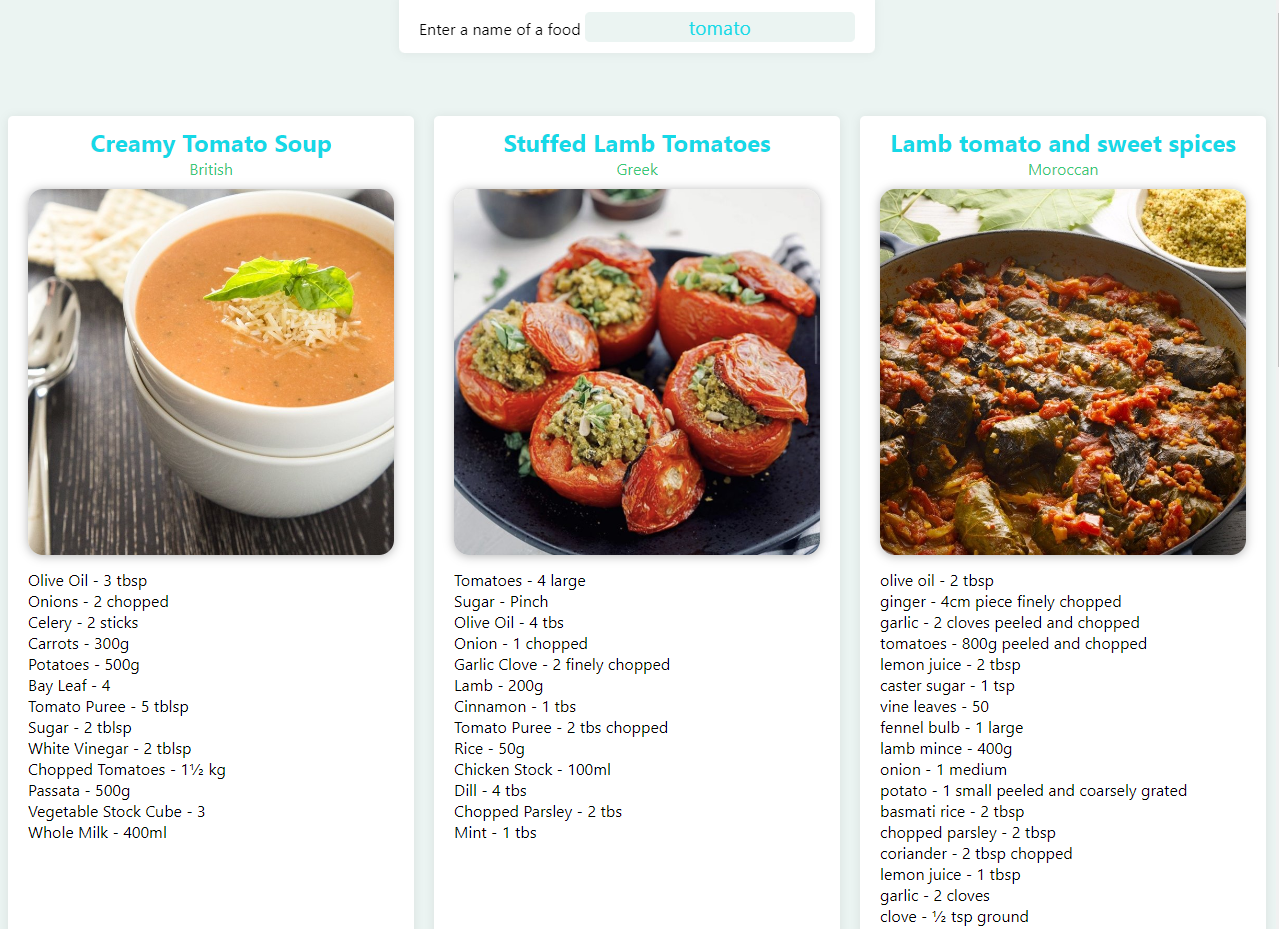 Enter a name of a food tomato
Creamy Tomato Soup
British
Olive Oil - 3 tbsp
Onions - 2 chopped
Celery - 2 sticks
Carrots - 300g
Potatoes - 500g
Bay Leaf - 4
Tomato Puree - 5 tblsp
Sugar - 2 tblsp
White Vinegar - 2 tblsp
Chopped Tomatoes - 1½ kg
Passata - 500g
Vegetable Stock Cube - 3
Whole Milk - 400ml
Stuffed Lamb Tomatoes
Greek
Tomatoes - 4 large
Sugar - Pinch
Olive Oil - 4 tbs
Onion - 1 chopped
Garlic Clove - 2 finely chopped
Lamb - 200g
Cinnamon - 1 tbs
Tomato Puree - 2 tbs chopped
Rice - 50g
Chicken Stock - 100ml
Dill - 4 tbs
Chopped Parsley - 2 tbs
Mint - 1 tbs
Lamb tomato and sweet spices
Moroccan
olive oil - 2 tbsp
ginger - 4cm piece finely chopped
garlic - 2 cloves peeled and chopped
tomatoes - 800g peeled and chopped
lemon juice - 2 tbsp
caster sugar - 1 tsp
vine leaves - 50
fennel bulb - 1 large
lamb mince - 400g
onion - 1 medium
potato - 1 small peeled and coarsely grated
basmati rice - 2 tbsp
chopped parsley - 2 tbsp
coriander - 2 tbsp chopped
lemon juice - 1 tbsp
garlic - 2 cloves
clove - ½ tsp ground